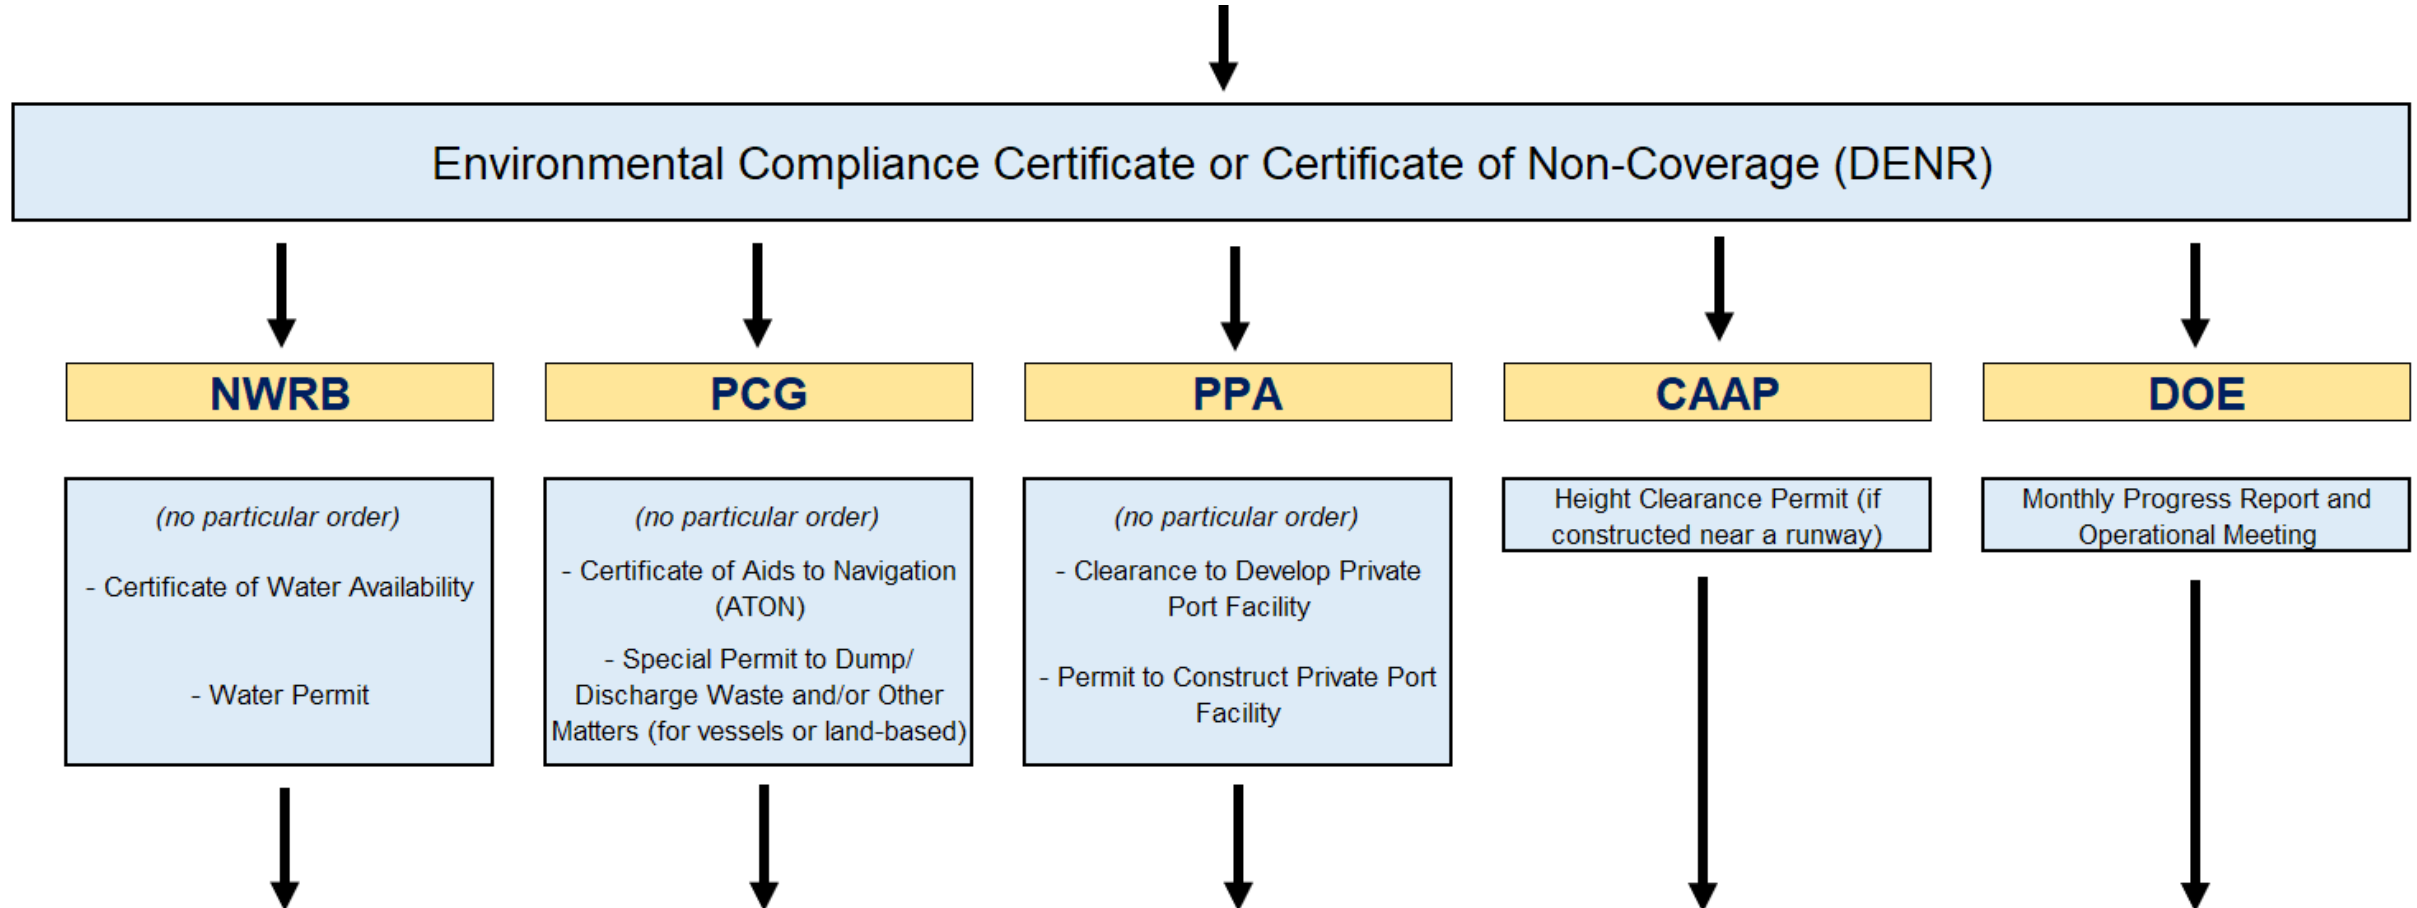 Environmental Compliance Certificate or Certificate of Non-Coverage (DENR)
NWRB
(no particular order)
- Certificate of Water Availability
- Water Permit
PCG
(no particular order)
- Certificate of Aids to Navigation
(ATON)
- Special Permit to Dump/
Discharge Waste and/or Other
Matters (for vessels or land-based)
PPA
(no particular order)
- Clearance to Develop Private
Port Facility
- Permit to Construct Private Port
Facility
CAAP
Height Clearance Permit (if
constructed near a runway)
DOE
Monthly Progress Report and
Operational Meeting